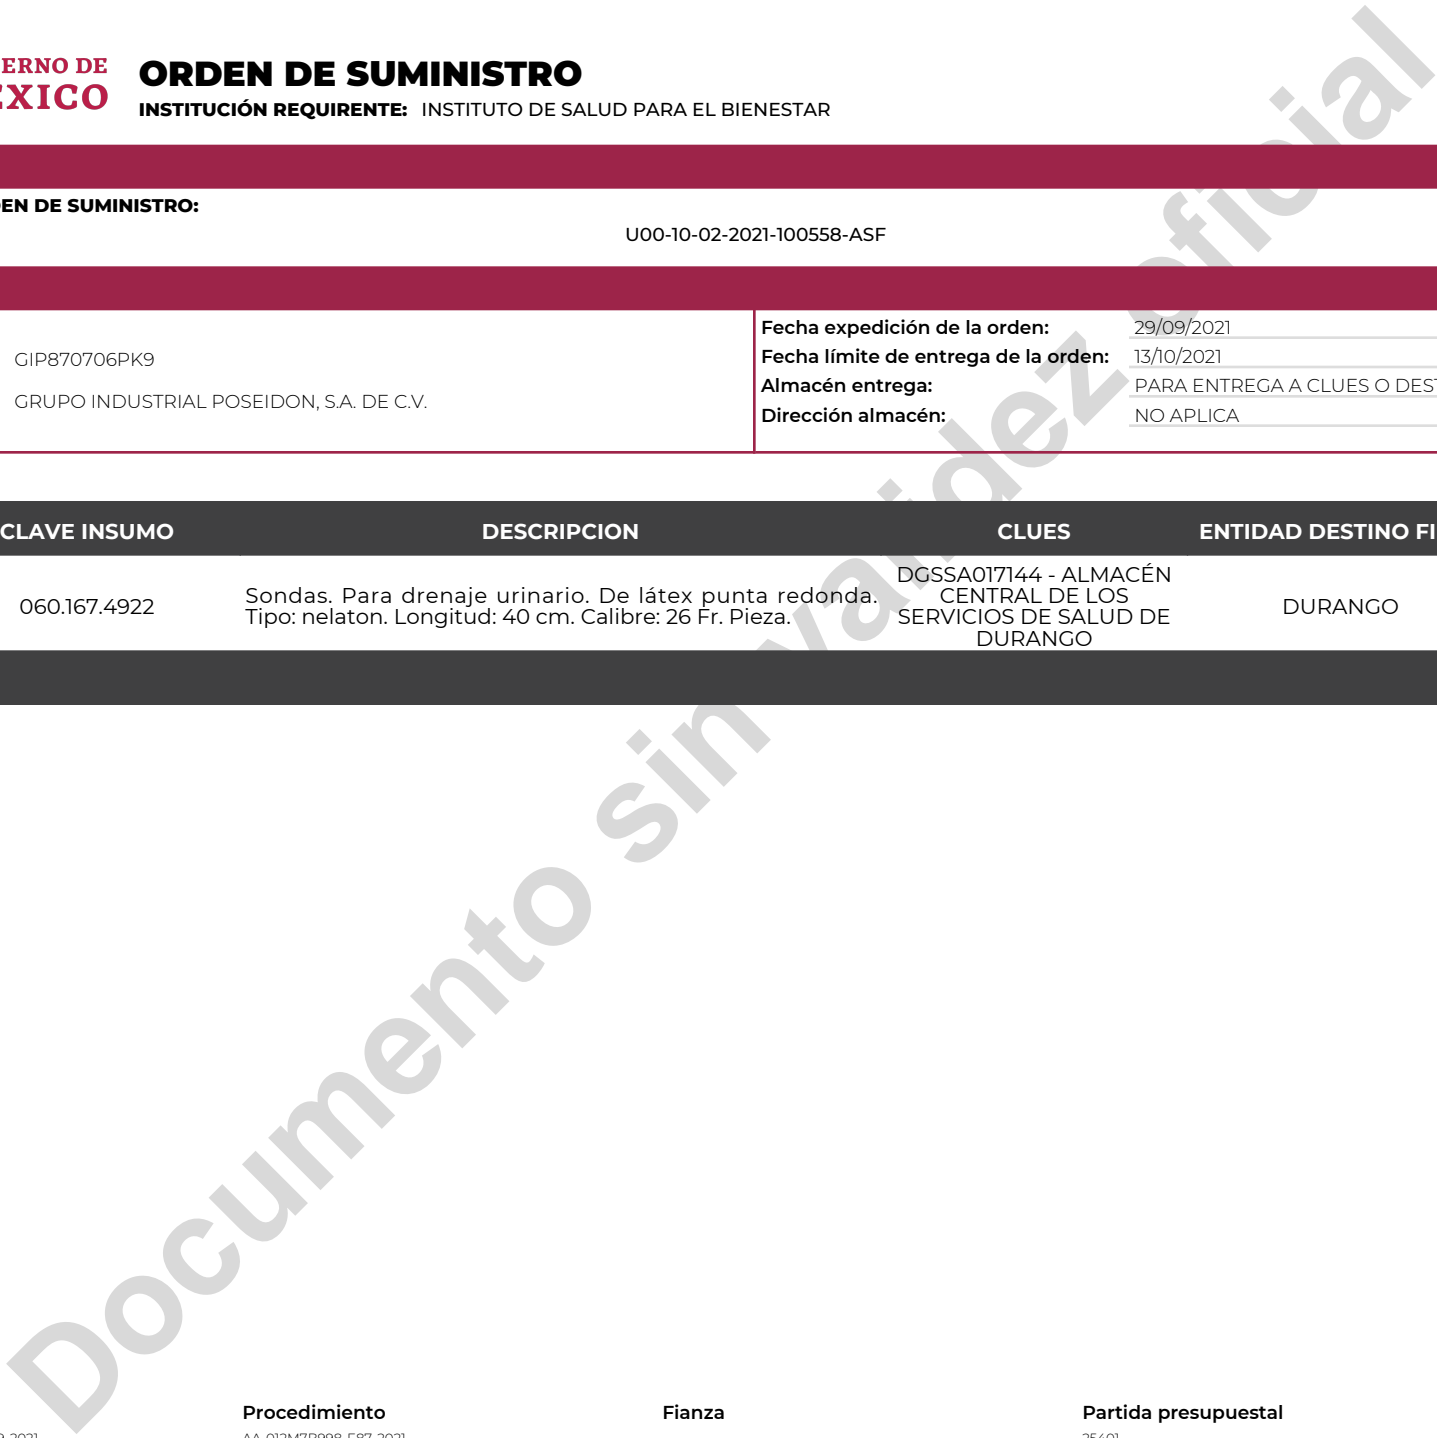 ERNO DE
EXICO
ORDEN DE SUMINISTRO
INSTITUCIÓN REQUIRENTE: INSTITUTO DE SALUD PARA EL BIENESTAR
EN DE SUMINISTRO:
U00-10-02-2021-100558-ASF
GIP870706PK9
GRUPO INDUSTRIAL POSEIDON, S.A. DE C.V.
Fecha expedición de la orden: 29/09/2021
Fecha límite de entrega de la orden: 13/10/2021
Almacén entrega: PARA ENTREGA A CLUES O DEST
Dirección almacén: NO APLICA
CLAVE INSUMO DESCRIPCION CLUES ENTIDAD DESTINO FI
060.167.4922
Sondas. Para drenaje urinario. De látex punta redonda.
Tipo: nelaton. Longitud: 40 cm. Calibre: 26 Fr. Pieza.
DGSSA017144 - ALMACÉN
CENTRAL DE LOS
SERVICIOS DE SALUD DE
DURANGO
DURANGO
Documento sin validez oficial
Procedimiento Fianza Partida presupuestal